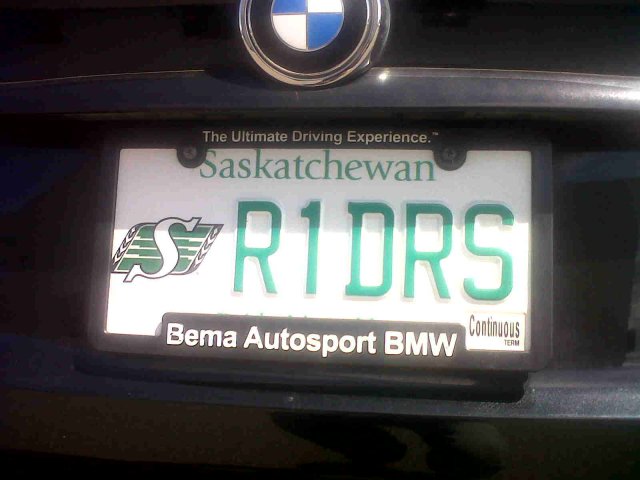 The Ultimate Driving Experience.™
Saskatchewan
S R1DRS
Continuous
TERM
Bema Autosport BMW